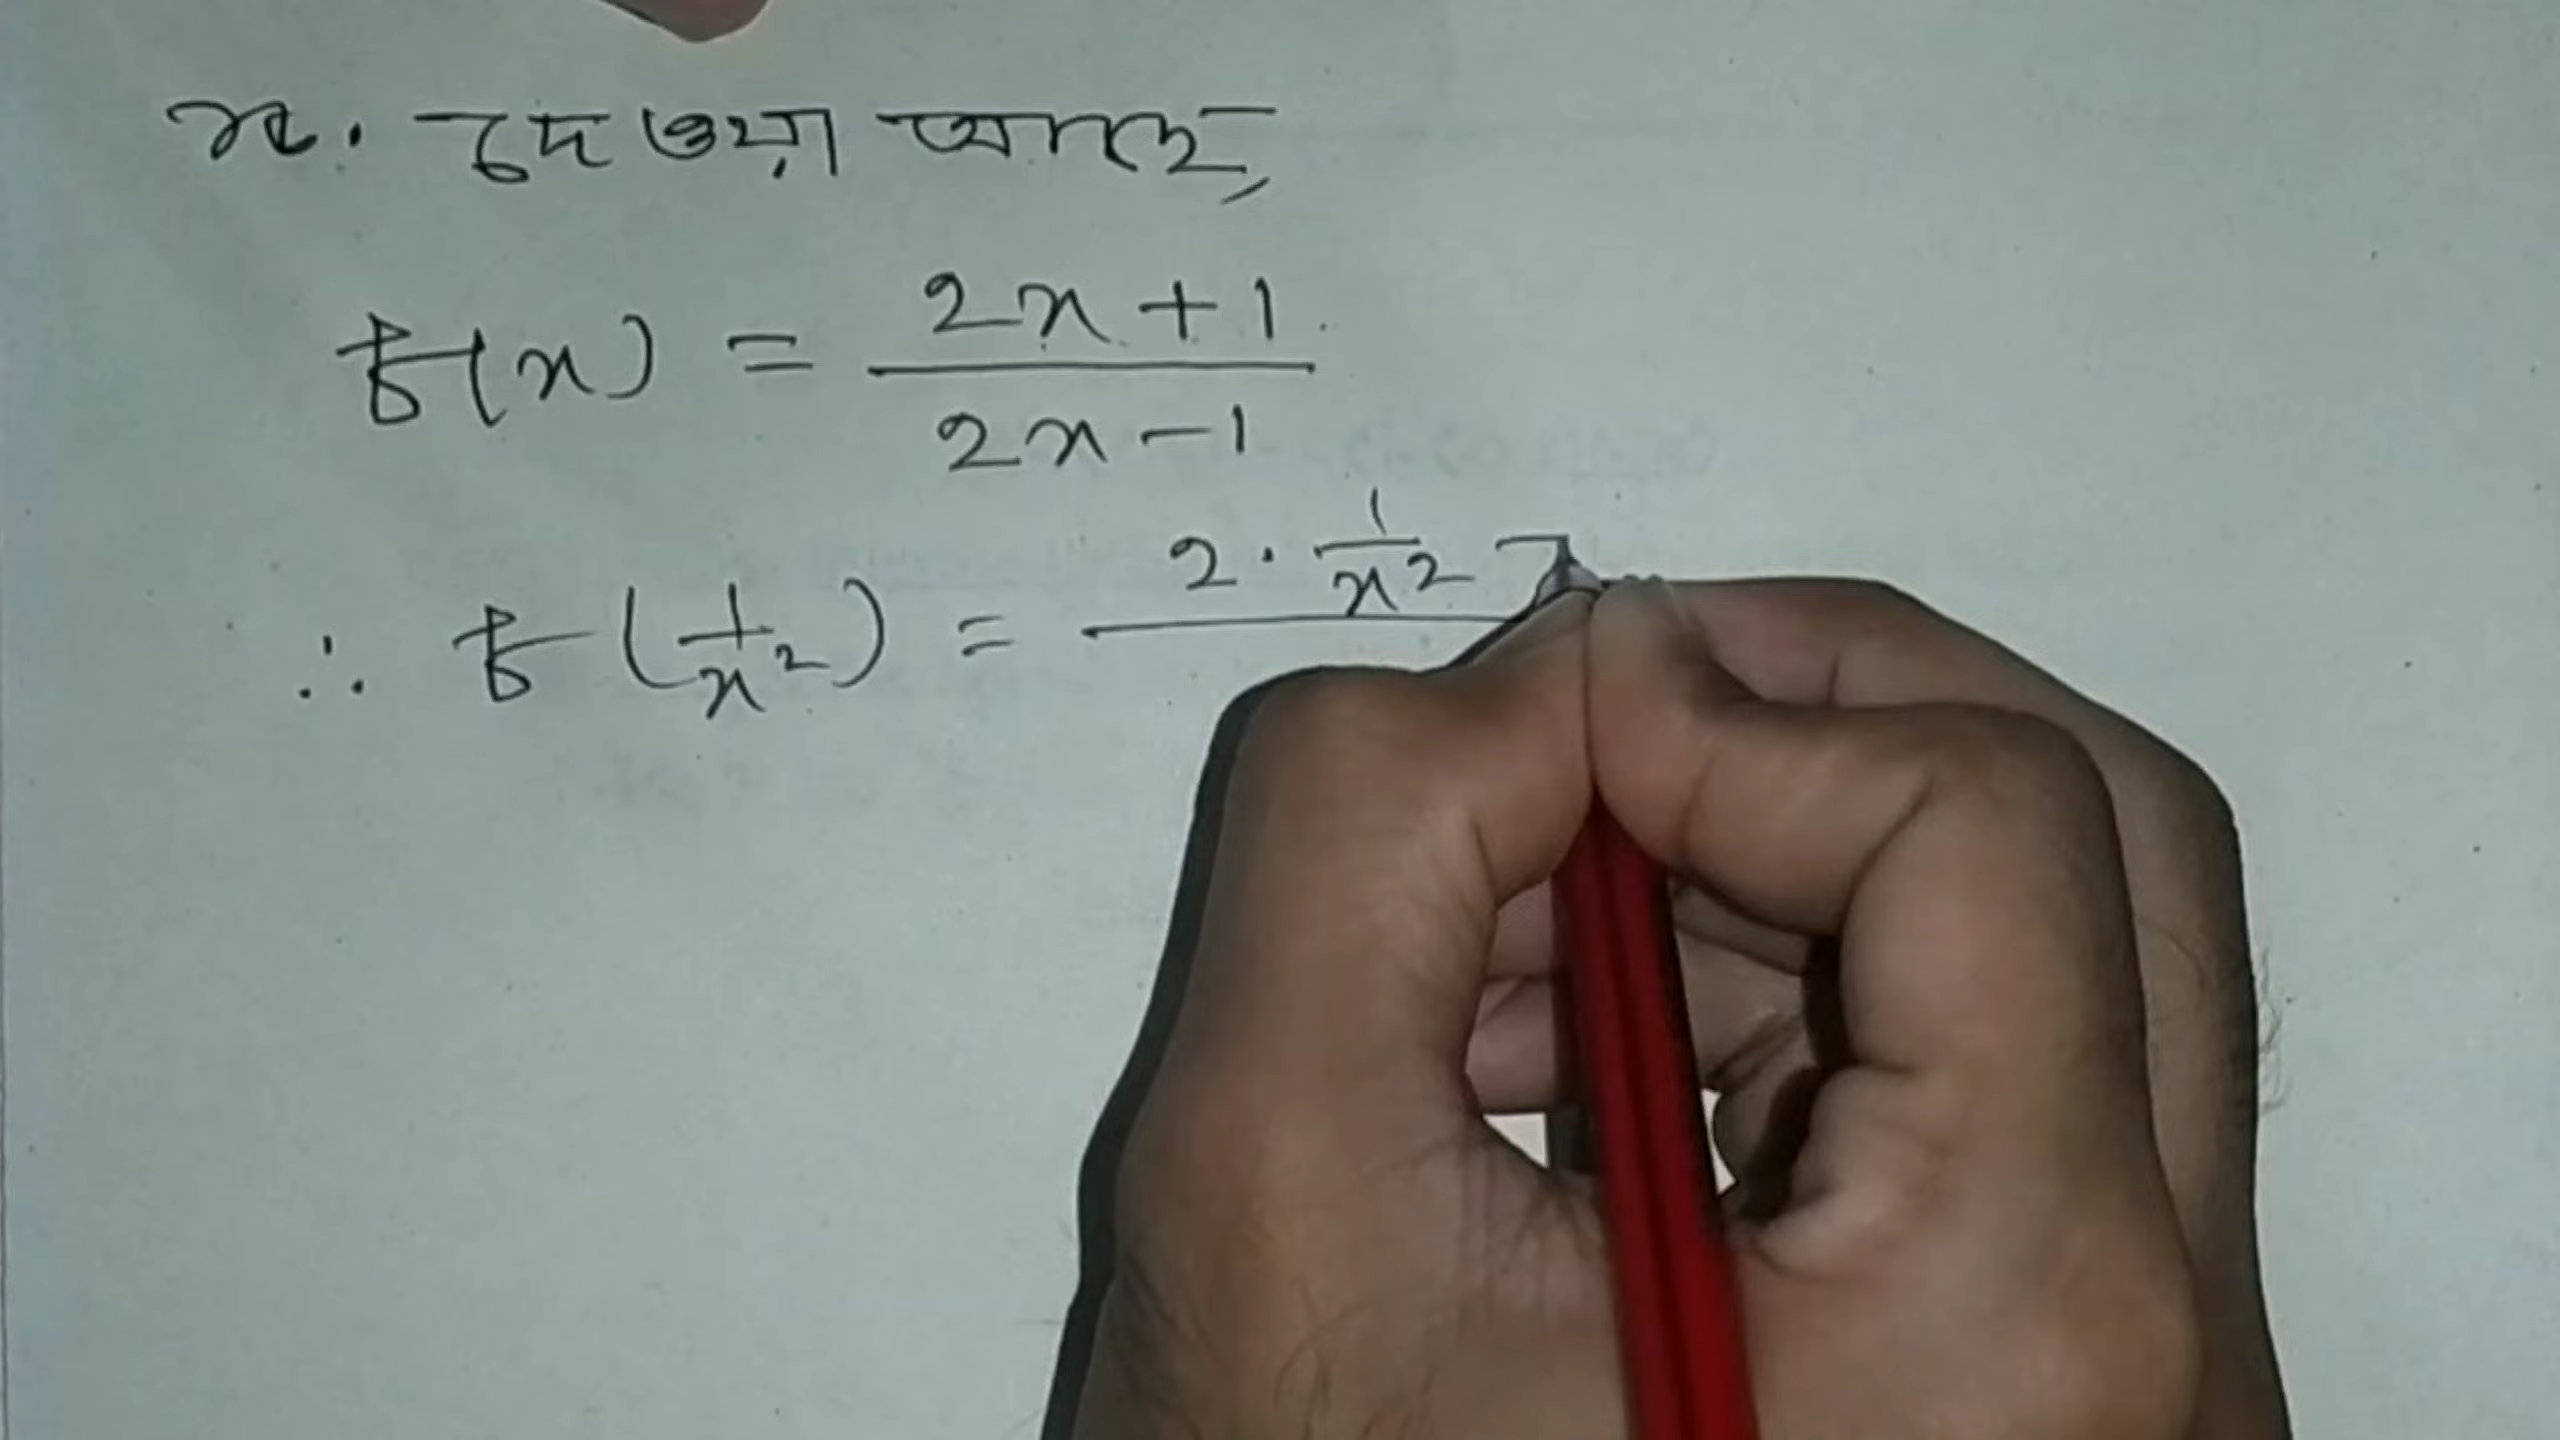 খ. দেওয়া আছে,
f(x) = (2x + 1)/(2x - 1)
∴ f(1/x²) = 2 · 1/x²